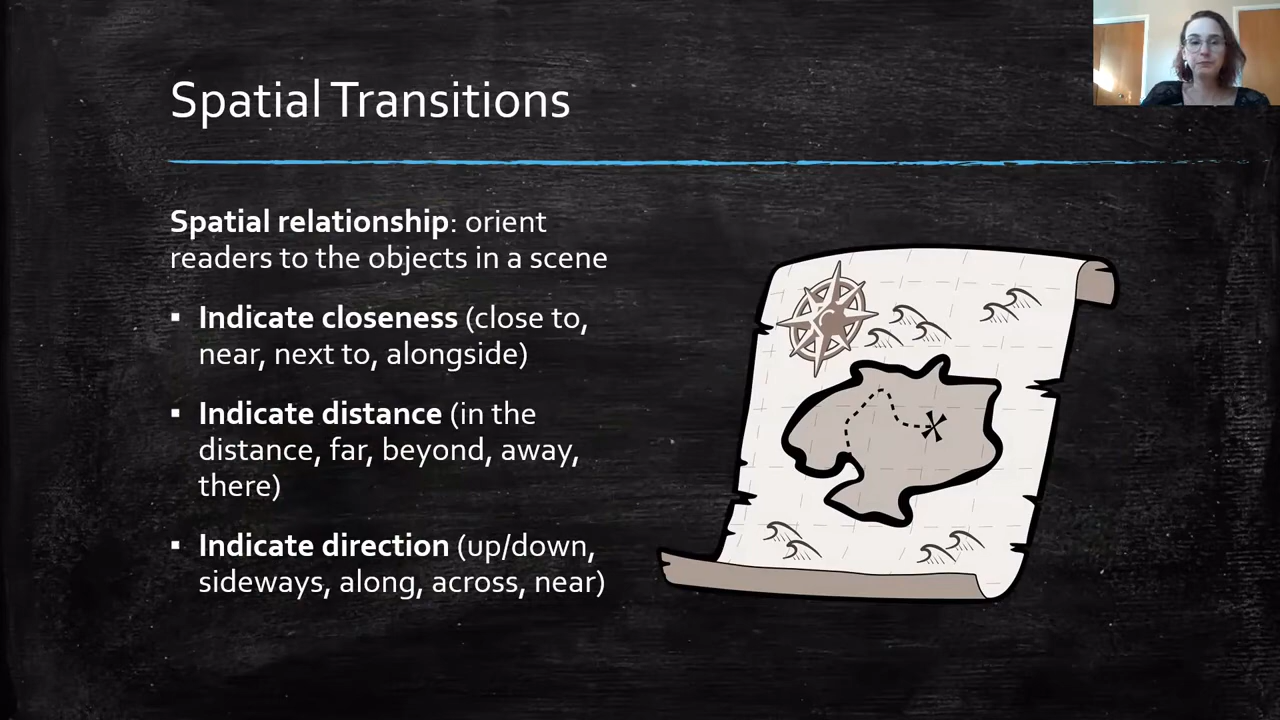 Spatial Transitions
Spatial relationship: orient
readers to the objects in a scene
▪ Indicate closeness (close to,
near, next to, alongside)
▪ Indicate distance (in the
distance, far, beyond, away,
there)
▪ Indicate direction (up/down,
sideways, along, across, near)